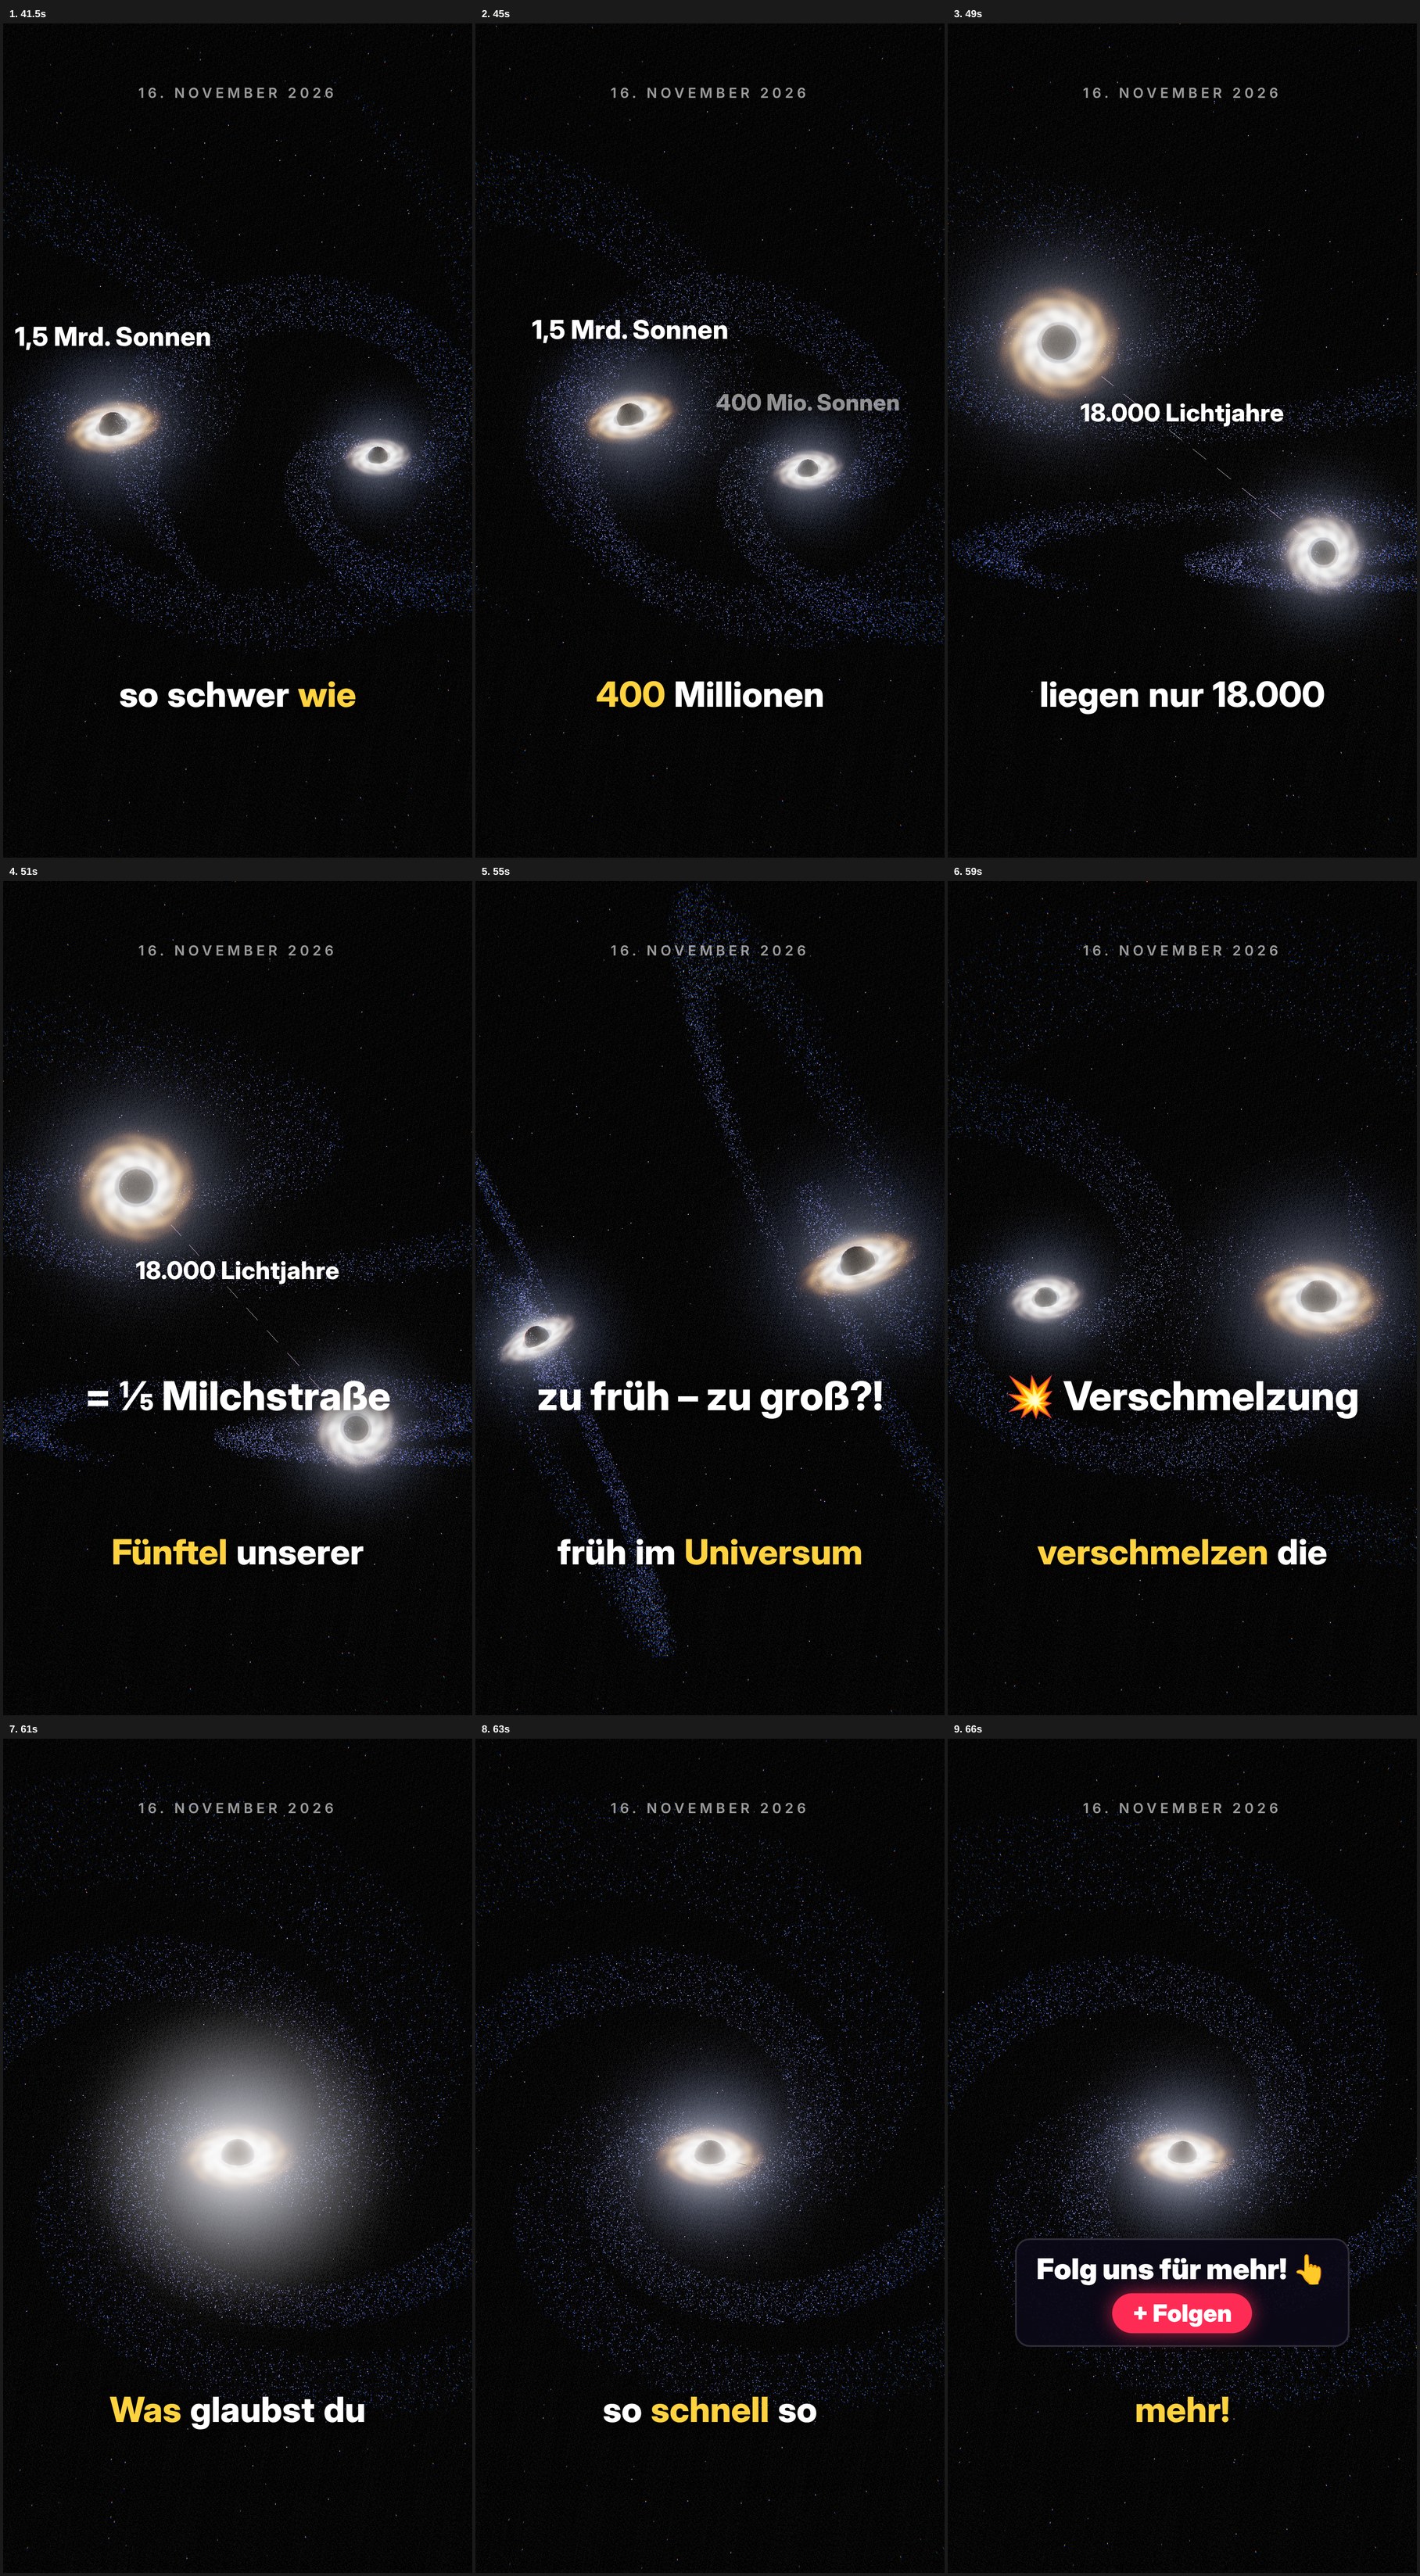 1. 41.5s
16. NOVEMBER 2026
1,5 Mrd. Sonnen
so schwer wie
2. 45s
16. NOVEMBER 2026
1,5 Mrd. Sonnen
400 Mio. Sonnen
400 Millionen
3. 49s
16. NOVEMBER 2026
18.000 Lichtjahre
liegen nur 18.000
4. 51s
16. NOVEMBER 2026
18.000 Lichtjahre
= ⅕ Milchstraße
Fünftel unserer
5. 55s
16. NOVEMBER 2026
zu früh – zu groß?!
früh im Universum
6. 59s
16. NOVEMBER 2026
💥 Verschmelzung
verschmelzen die
7. 61s
16. NOVEMBER 2026
Was glaubst du
8. 63s
16. NOVEMBER 2026
so schnell so
9. 66s
16. NOVEMBER 2026
Folg uns für mehr! 👆
+ Folgen
mehr!